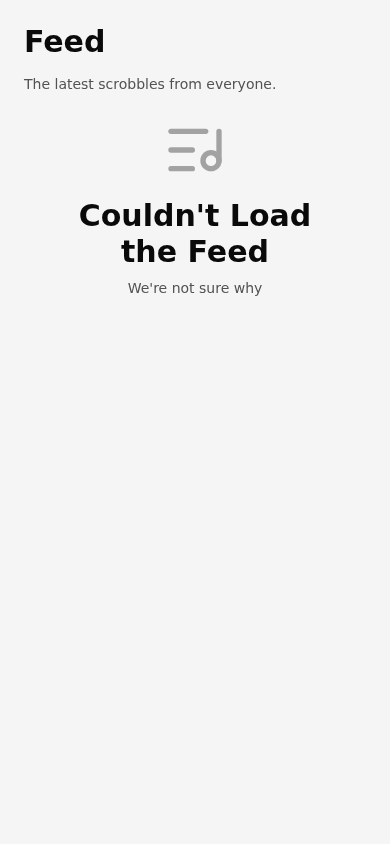 Feed
The latest scrobbles from everyone.
Couldn't Load
the Feed
We're not sure why